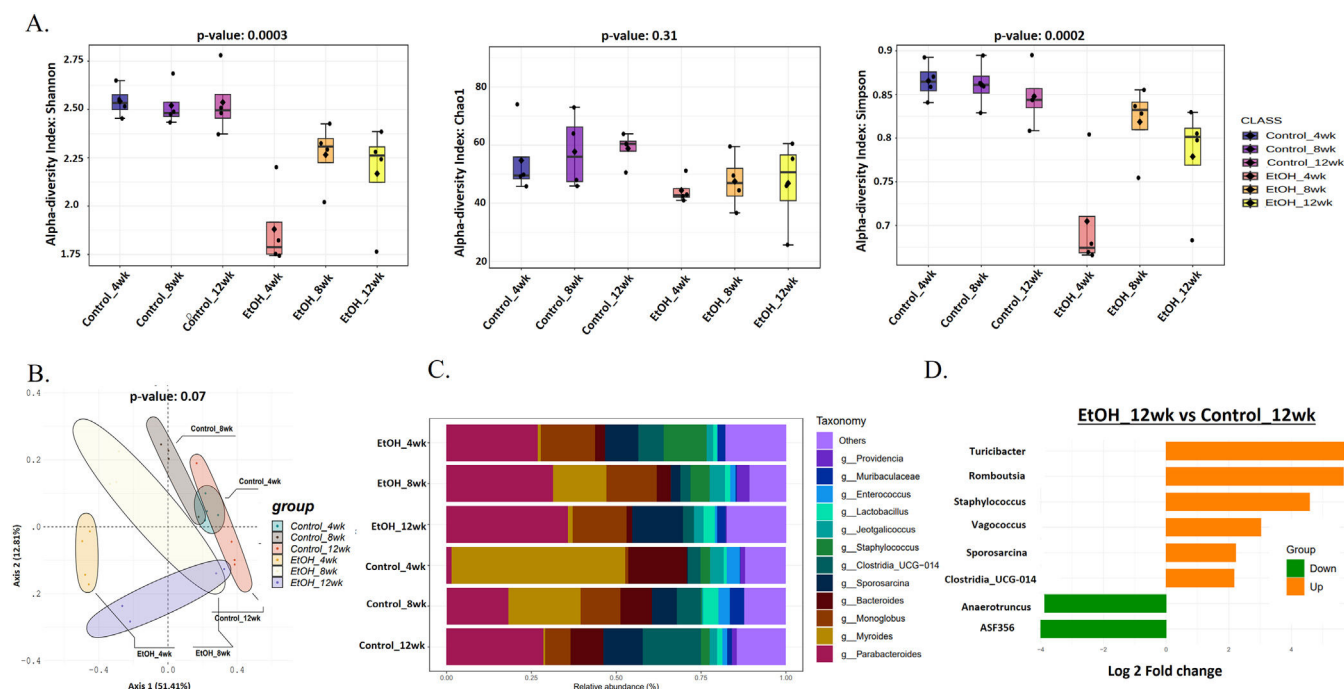 A.
p-value: 0.0003
Alpha-diversity Index: Shannon
2.75
2.50
2.25
2.0
1.75
Control_4wk
Control_8wk
Control_12wk
EtOH_4wk
EtOH_8wk
EtOH_12wk
p-value: 0.31
Alpha-diversity Index: Chao1
80
60
40
20
Control_4wk
Control_8wk
Control_12wk
EtOH_4wk
EtOH_8wk
EtOH_12wk
p-value: 0.0002
Alpha-diversity Index: Simpson
0.9
0.85
0.8
0.75
0.7
Control_4wk
Control_8wk
Control_12wk
EtOH_4wk
EtOH_8wk
EtOH_12wk
CLASS
Control_4wk
Control_8wk
Control_12wk
EtOH_4wk
EtOH_8wk
EtOH_12wk
B.
p-value: 0.07
Axis 2 (12.81%)
0.4
0.2
.0
0.2
-0.4
Control_8wk
Control_4wk
Control_12wk
EtOH_4wk
EtOH_8wk
-0.4
0.0
0.4
Axis 1 (51.41%)
group
Control_4wk
Control_8wk
Control_12wk
EtOH_4wk
EtOH_8wk
EtOH_12wk
C.
EtOH_4wk
EtOH_8wk
EtOH_12wk
Control_4wk
Control_8wk
Control_12wk
0.00
0.25
0.50
0.75
1.00
Relative abundance (%)
Taxonomy
Others
g__Providencia
g__Muribaculaceae
g__Enterococcus
g__Lactobacillus
g__Jeotgalicoccus
g__Staphylococcus
g__Clostridia_UCG-014
g__Sporosarcina
g__Bacteroides
g__Monoglobus
g__Myroides
g__Parabacteroides
D.
EtOH_12wk vs Control_12wk
Turicibacter
Romboutsia
Staphylococcus
Vagococcus
Sporosarcina
Clostridia_UCG-014
Anaerotruncus
ASF356
-4
-2
0
2
4
Log 2 Fold change
Group
Down
Up